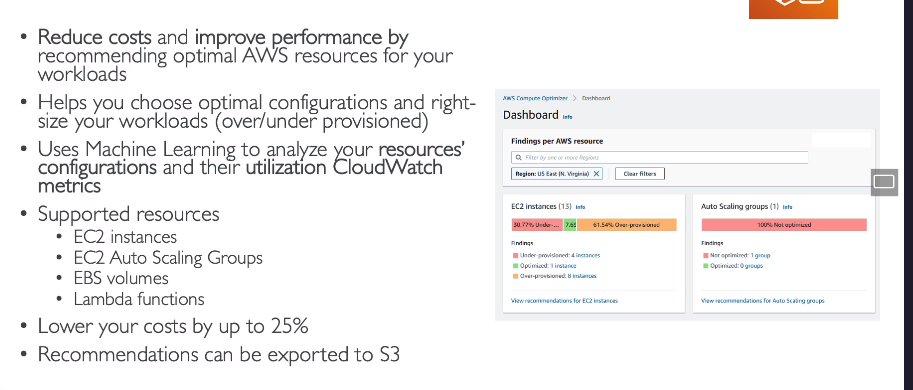 • Reduce costs and improve performance by
recommending optimal AWS resources for your
workloads
• Helps you choose optimal configurations and right-
size your workloads (over/under provisioned)
• Uses Machine Learning to analyze your resources’
configurations and their utilization CloudWatch
metrics
• Supported resources
• EC2 instances
• EC2 Auto Scaling Groups
• EBS volumes
• Lambda functions
• Lower your costs by up to 25%
• Recommendations can be exported to S3
AWS Compute Optimizer > Dashboard
Dashboard Info
Findings per AWS resource
Filter by one or more Regions
Region: US East (N. Virginia) X Clear filters
EC2 instances (13) Info
30.77% Under-... 7.69 61.54% Over-provisioned
Findings
Under-provisioned: 4 instances
Optimized: 1 instance
Over-provisioned: 8 instances
View recommendations for EC2 instances
Auto Scaling groups (1) Info
100% Not optimized
Findings
Not optimized: 1 group
Optimized: 0 groups
View recommendations for Auto Scaling groups